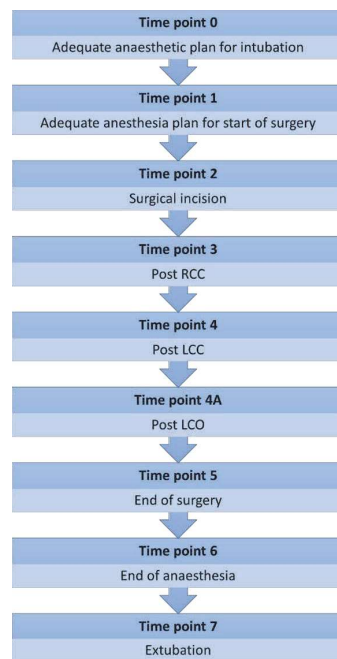 Time point 0
Adequate anaesthetic plan for intubation
Time point 1
Adequate anesthesia plan for start of surgery
Time point 2
Surgical incision
Time point 3
Post RCC
Time point 4
Post LCC
Time point 4A
Post LCO
Time point 5
End of surgery
Time point 6
End of anaesthesia
Time point 7
Extubation